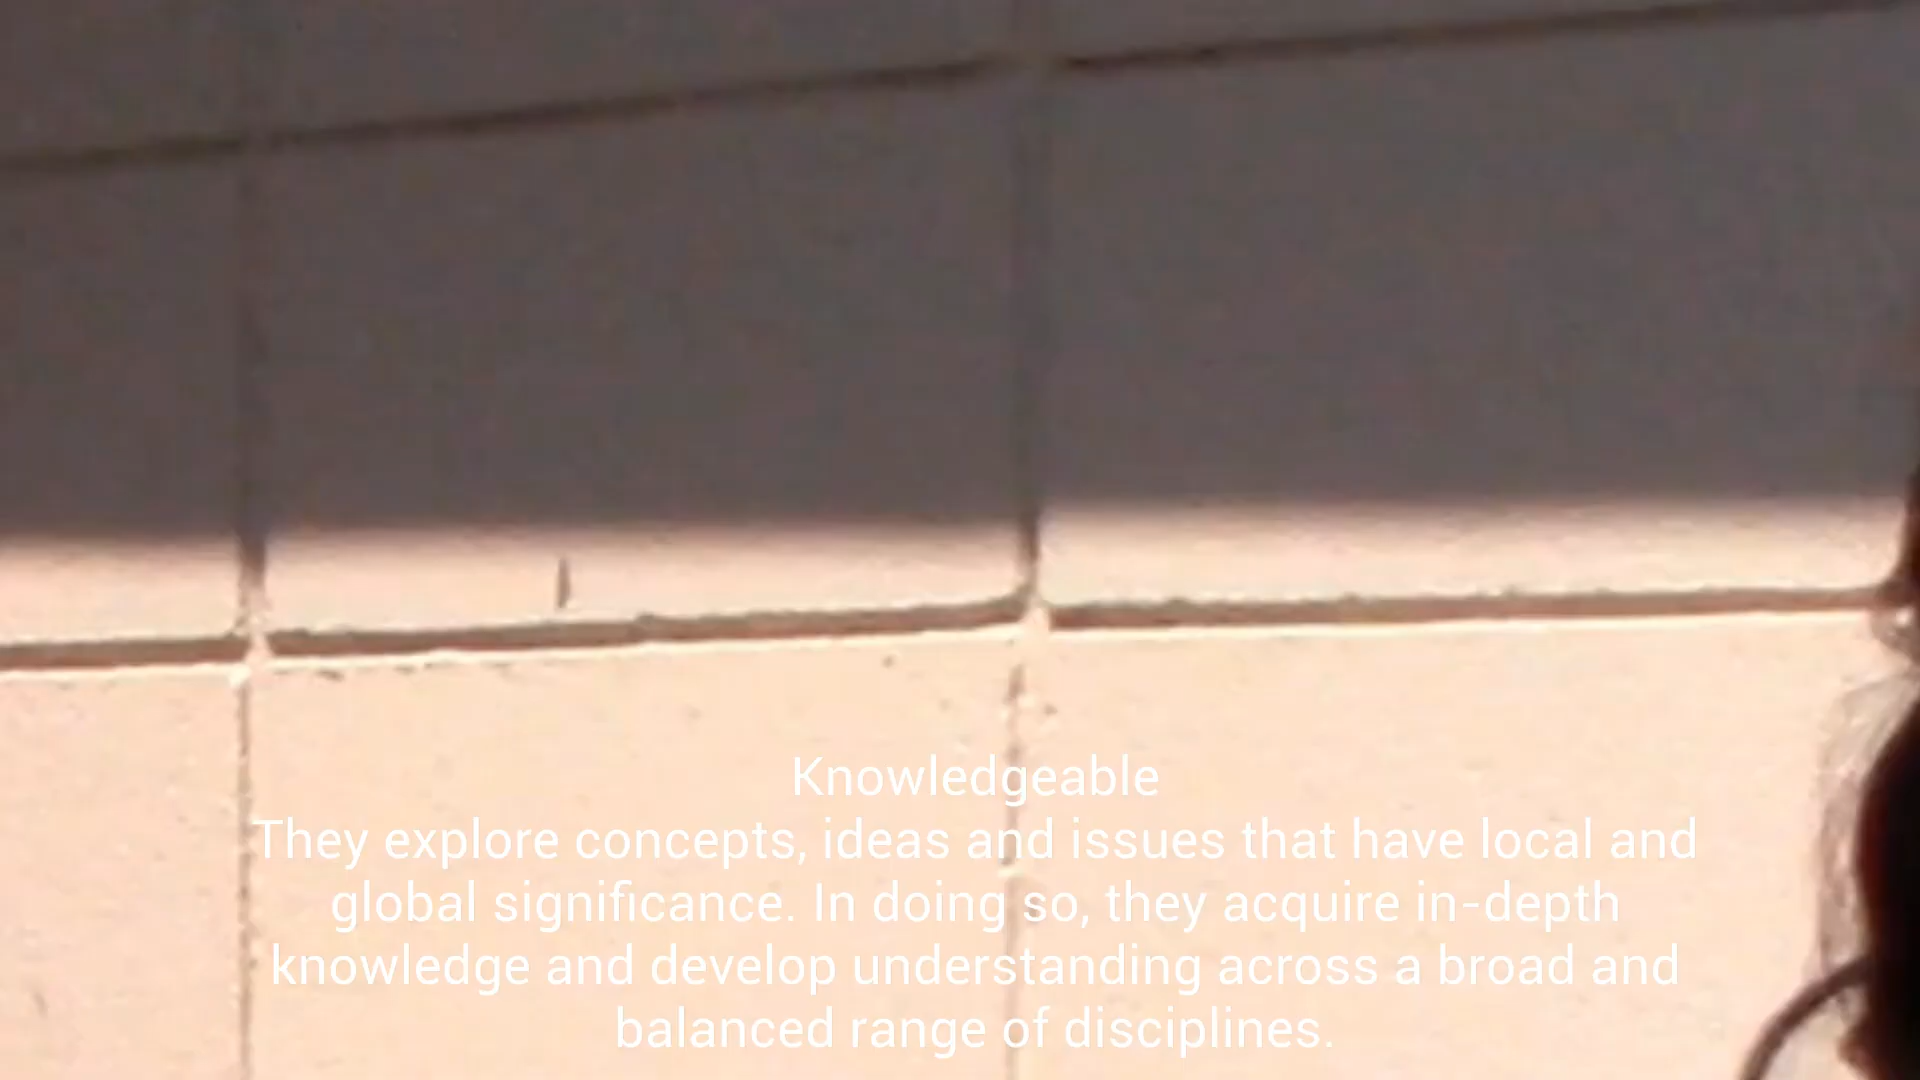 Knowledgeable
They explore concepts, ideas and issues that have local and
global significance. In doing so, they acquire in-depth
knowledge and develop understanding across a broad and
balanced range of disciplines.